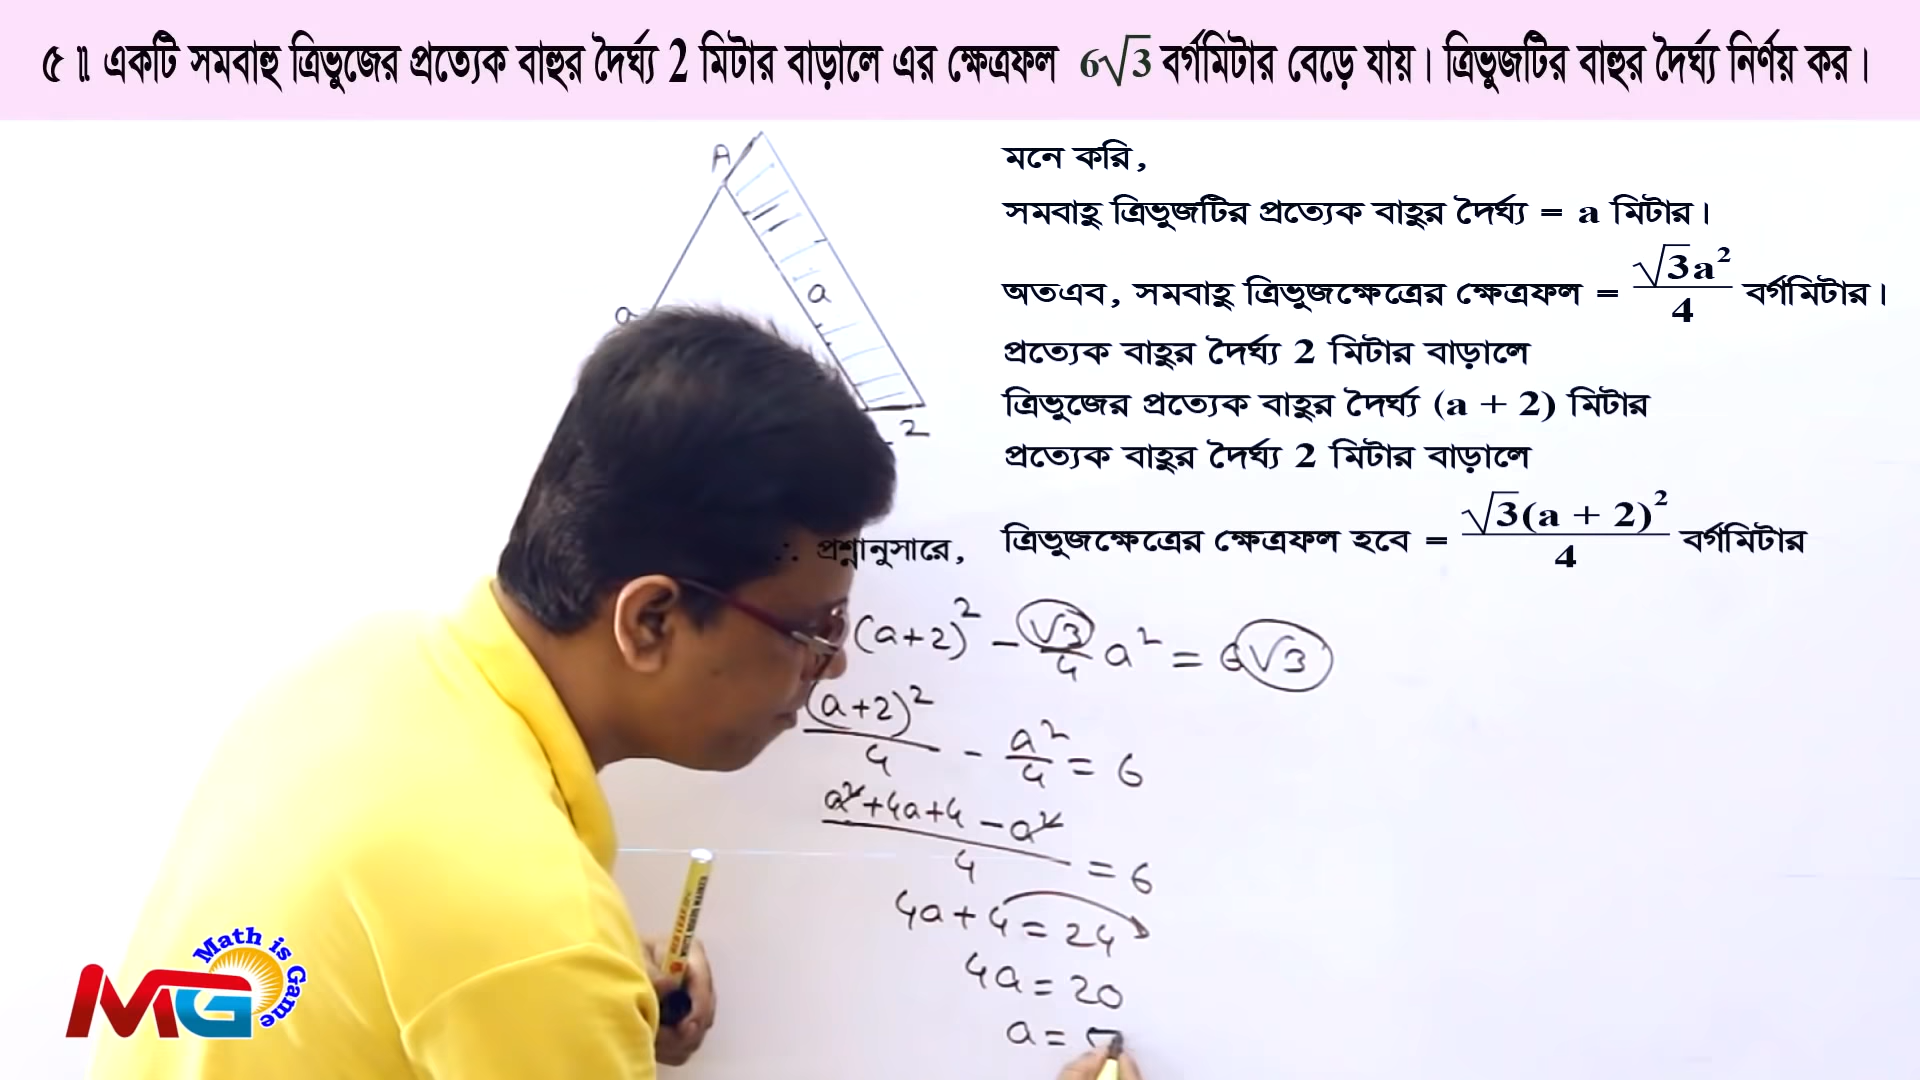 ৫ ॥ একটি সমবাহু ত্রিভুজের প্রত্যেক বাহুর দৈর্ঘ্য 2 মিটার বাড়ালে এর ক্ষেত্রফল 6√3 বর্গমিটার বেড়ে যায়। ত্রিভুজটির বাহুর দৈর্ঘ্য নির্ণয় কর।
A
a
a
2
মনে করি,
সমবাহু ত্রিভুজটির প্রত্যেক বাহুর দৈর্ঘ্য = a মিটার।
অতএব, সমবাহু ত্রিভুজক্ষেত্রের ক্ষেত্রফল = √3a²/4 বর্গমিটার।
প্রত্যেক বাহুর দৈর্ঘ্য 2 মিটার বাড়ালে
ত্রিভুজের প্রত্যেক বাহুর দৈর্ঘ্য (a + 2) মিটার
প্রত্যেক বাহুর দৈর্ঘ্য 2 মিটার বাড়ালে
ত্রিভুজক্ষেত্রের ক্ষেত্রফল হবে = √3(a + 2)²/4 বর্গমিটার
∴ প্রশ্নানুসারে,
(a+2)² - √3/4 a² = 6√3
(a+2)²/4 - a²/4 = 6
a²+4a+4-a²/4 = 6
4a+4 = 24
4a = 20
a =
Math is Game
MG